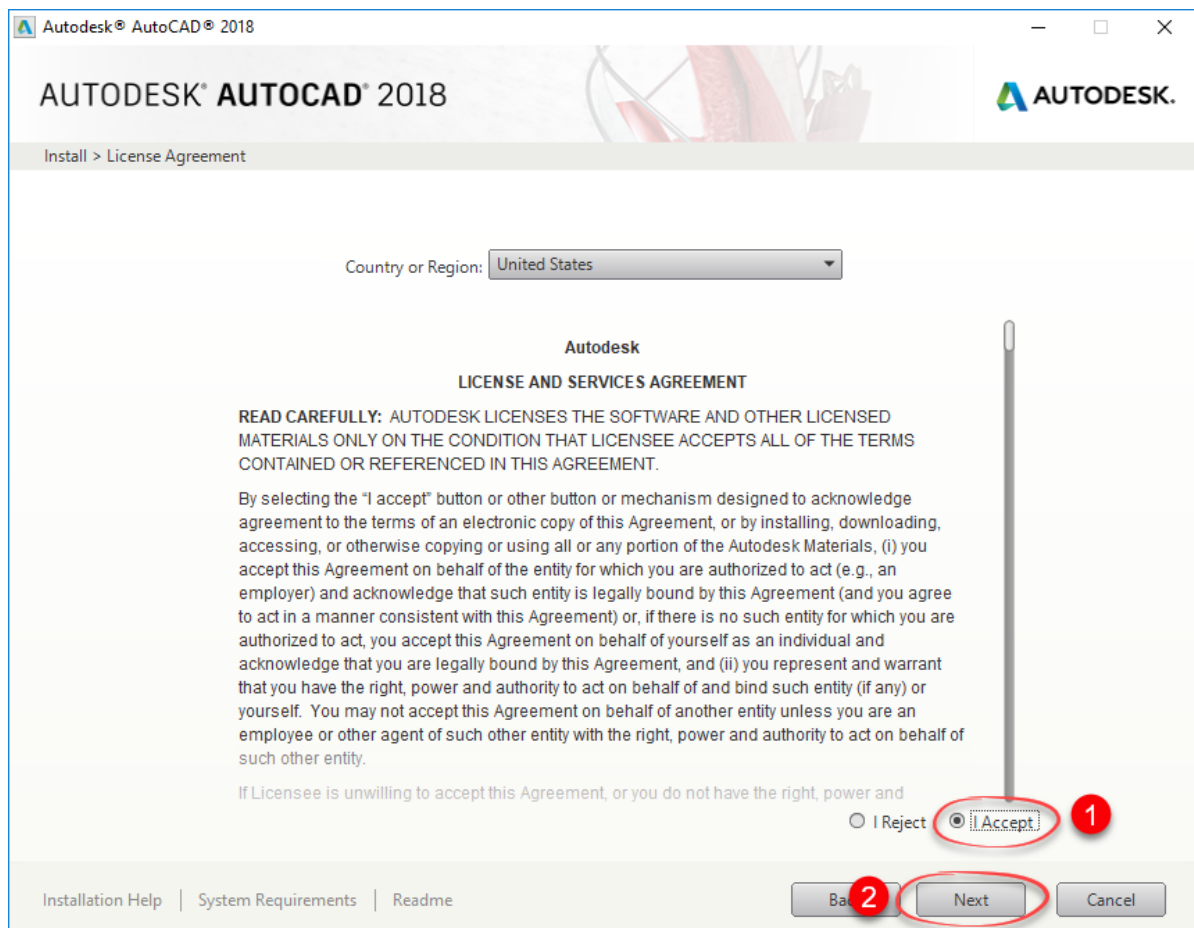 Autodesk® AutoCAD® 2018
AUTODESK® AUTOCAD® 2018
AUTODESK.
Install > License Agreement
Country or Region: United States
Autodesk
LICENSE AND SERVICES AGREEMENT
READ CAREFULLY: AUTODESK LICENSES THE SOFTWARE AND OTHER LICENSED
MATERIALS ONLY ON THE CONDITION THAT LICENSEE ACCEPTS ALL OF THE TERMS
CONTAINED OR REFERENCED IN THIS AGREEMENT.
By selecting the “I accept” button or other button or mechanism designed to acknowledge
agreement to the terms of an electronic copy of this Agreement, or by installing, downloading,
accessing, or otherwise copying or using all or any portion of the Autodesk Materials, (i) you
accept this Agreement on behalf of the entity for which you are authorized to act (e.g., an
employer) and acknowledge that such entity is legally bound by this Agreement (and you agree
to act in a manner consistent with this Agreement) or, if there is no such entity for which you are
authorized to act, you accept this Agreement on behalf of yourself as an individual and
acknowledge that you are legally bound by this Agreement, and (ii) you represent and warrant
that you have the right, power and authority to act on behalf of and bind such entity (if any) or
yourself. You may not accept this Agreement on behalf of another entity unless you are an
employee or other agent of such other entity with the right, power and authority to act on behalf of
such other entity.
If Licensee is unwilling to accept this Agreement, or you do not have the right, power and
I Reject I Accept 1
Installation Help | System Requirements | Readme
2 Next Cancel